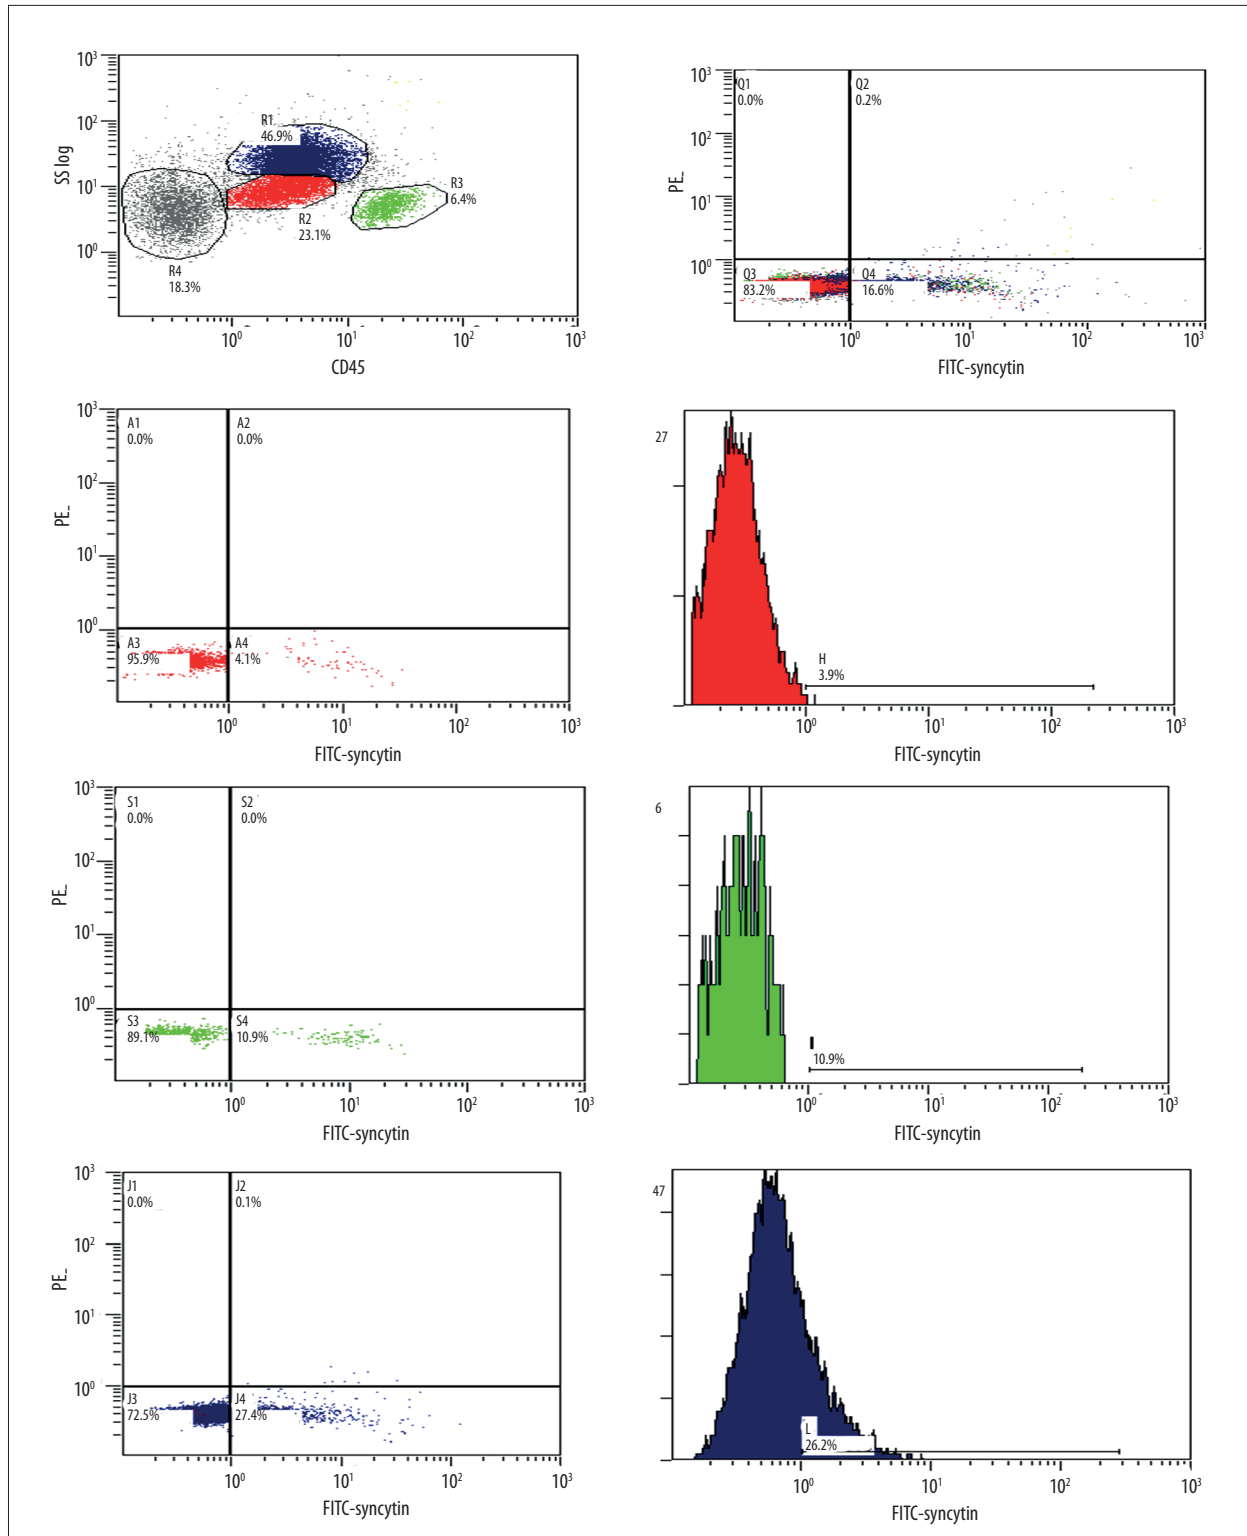 10³
10²
10¹
10⁰
SS log
R1
46.9%
R2
23.1%
R3
6.4%
R4
18.3%
10⁰ 10¹ 10² 10³
CD45
10³
10²
10¹
10⁰
PE_
Q1
0.0%
Q2
0.2%
Q3
83.2%
Q4
16.6%
10⁰ 10¹ 10² 10³
FITC-syncytin
10³
10²
10¹
10⁰
PE_
A1
0.0%
A2
0.0%
A3
95.9%
A4
4.1%
10⁰ 10¹ 10² 10³
FITC-syncytin
27
H
3.9%
10⁰ 10¹ 10² 10³
FITC-syncytin
10³
10²
10¹
10⁰
PE_
S1
0.0%
S2
0.0%
S3
89.1%
S4
10.9%
10⁰ 10¹ 10² 10³
FITC-syncytin
6
I
10.9%
10⁰ 10¹ 10² 10³
FITC-syncytin
10³
10²
10¹
10⁰
PE_
J1
0.0%
J2
0.1%
J3
72.5%
J4
27.4%
10⁰ 10¹ 10² 10³
FITC-syncytin
47
L
26.2%
10⁰ 10¹ 10² 10³
FITC-syncytin